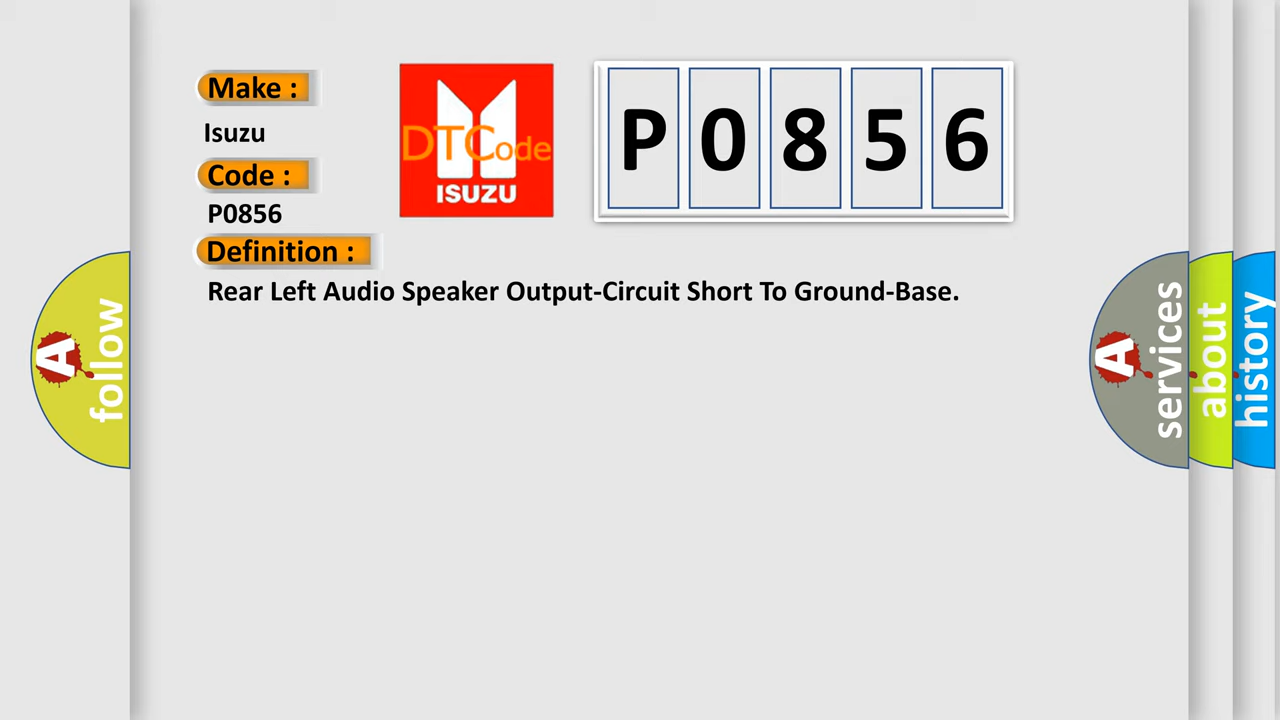 Make :
Isuzu
Code :
P0856
Definition :
Rear Left Audio Speaker Output-Circuit Short To Ground-Base.
DTCode
ISUZU
P 0 8 5 6
A follow
A services
about
history